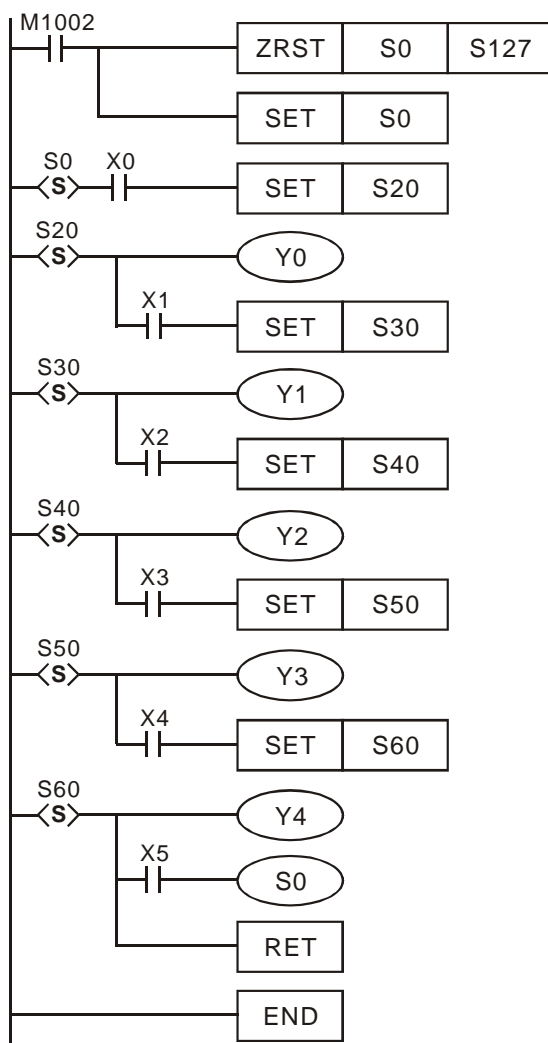 M1002
ZRST S0 S127
SET S0
S0 X0
S SET S20
S20
S Y0
X1
SET S30
S30
S Y1
X2
SET S40
S40
S Y2
X3
SET S50
S50
S Y3
X4
SET S60
S60
S Y4
X5
S0
RET
END